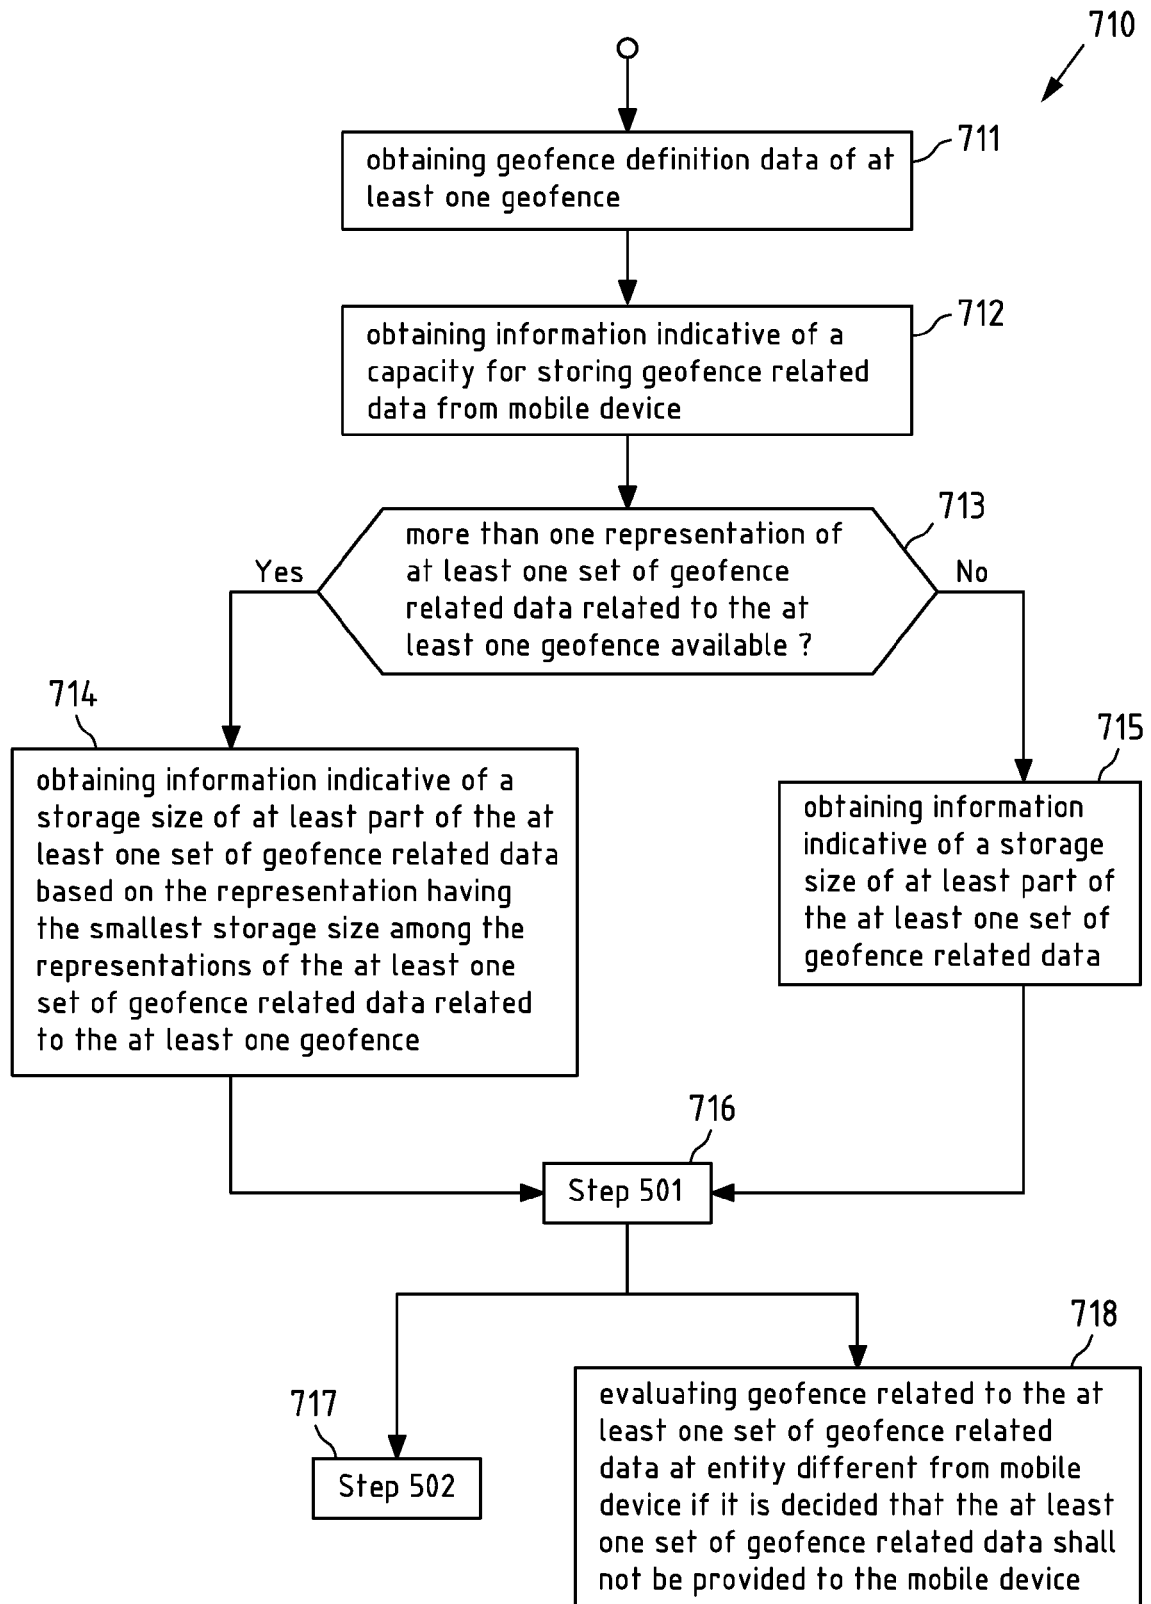 710
711
obtaining geofence definition data of at
least one geofence
712
obtaining information indicative of a
capacity for storing geofence related
data from mobile device
713
more than one representation of
at least one set of geofence
related data related to the at
least one geofence available ?
Yes
No
714
obtaining information indicative of a
storage size of at least part of the at
least one set of geofence related data
based on the representation having
the smallest storage size among the
representations of the at least one
set of geofence related data related
to the at least one geofence
715
obtaining information
indicative of a storage
size of at least part of
the at least one set of
geofence related data
716
Step 501
717
Step 502
718
evaluating geofence related to the at
least one set of geofence related
data at entity different from mobile
device if it is decided that the at least
one set of geofence related data shall
not be provided to the mobile device